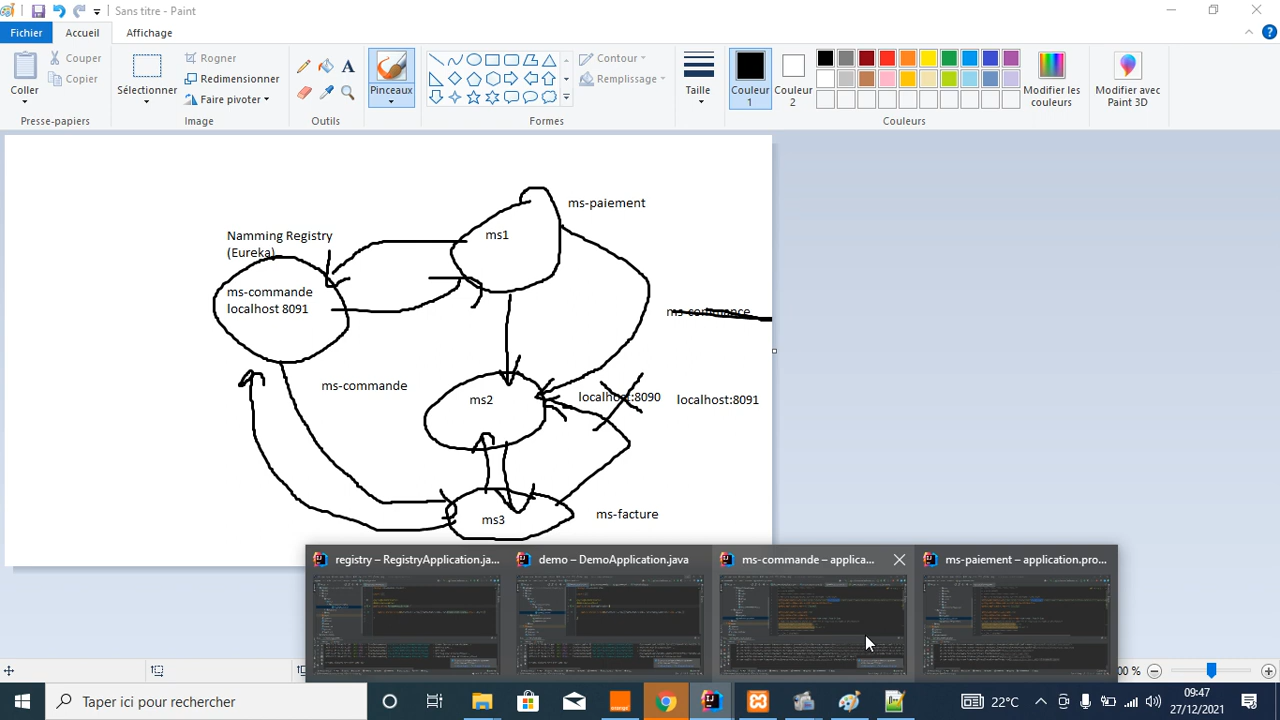 Sans titre - Paint
Fichier
Accueil
Affichage
Coller
Couper
Copier
Presse-papiers
Sélectionner
Rogner
Redimensionner
Faire pivoter
Image
Outils
Pinceaux
Contour
Remplissage
Formes
Taille
Couleur
1
Couleur
2
Modifier les
couleurs
Couleurs
Modifier avec
Paint 3D
ms-paiement
Namming Registry
(Eureka)
ms1
ms-commande
localhost 8091
ms-commance
ms-commande
ms2
localhost:8090
localhost:8091
ms3
ms-facture
registry – RegistryApplication.ja...
demo – DemoApplication.java
ms-commande – applica...
ms-paiement – application.pro...
Taper ici pour rechercher
orange
22°C
00:47
27/12/2021